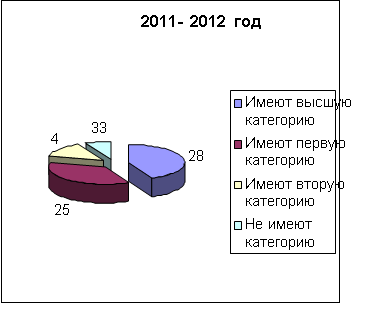 2011- 2012 год
33
4
28
25
Имеют высшую
категорию
Имеют первую
категорию
Имеют вторую
категорию
Не имеют
категорию